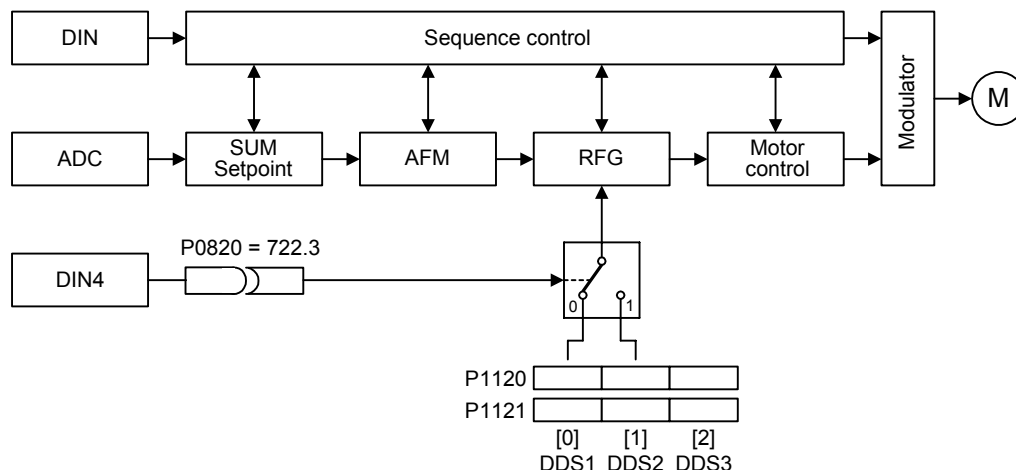 DIN
Sequence control
Modulator
M
ADC
SUM
Setpoint
AFM
RFG
Motor
control
P0820 = 722.3
DIN4
0
1
P1120
P1121
[0] [1] [2]
DDS1 DDS2 DDS3